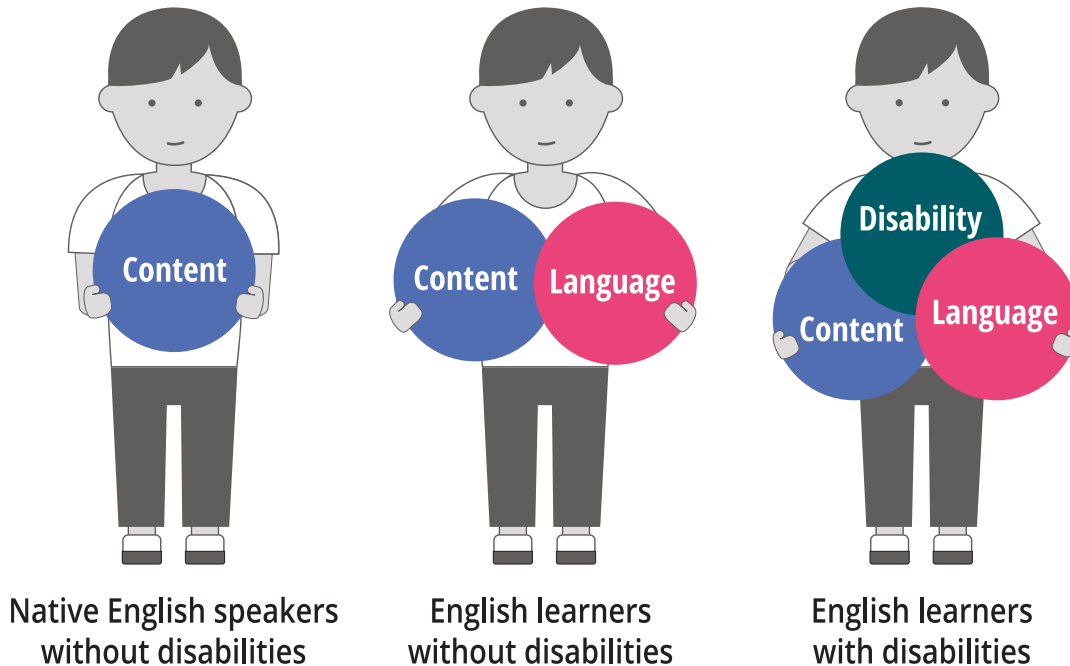 Content
Content
Language
Disability
Content
Language
Native English speakers
without disabilities
English learners
without disabilities
English learners
with disabilities